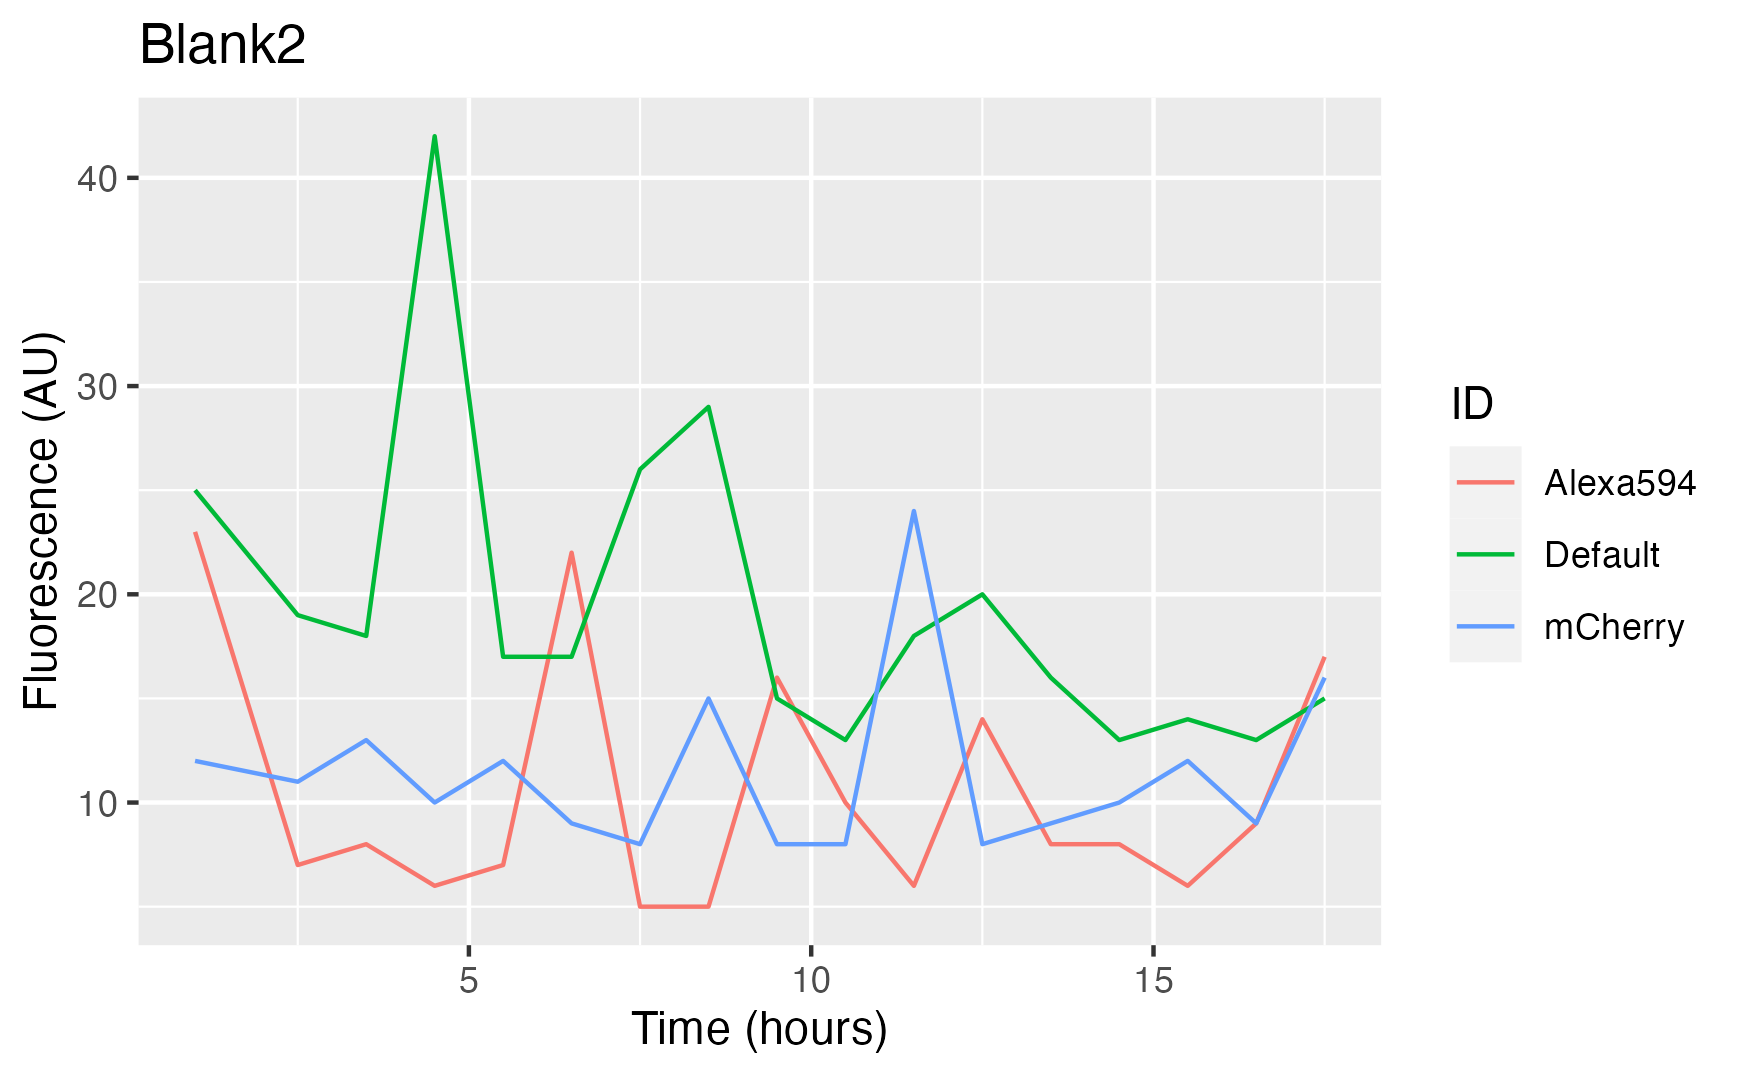 Blank2
Fluorescence (AU)
40
30
20
10
5 10 15
Time (hours)
ID
Alexa594
Default
mCherry